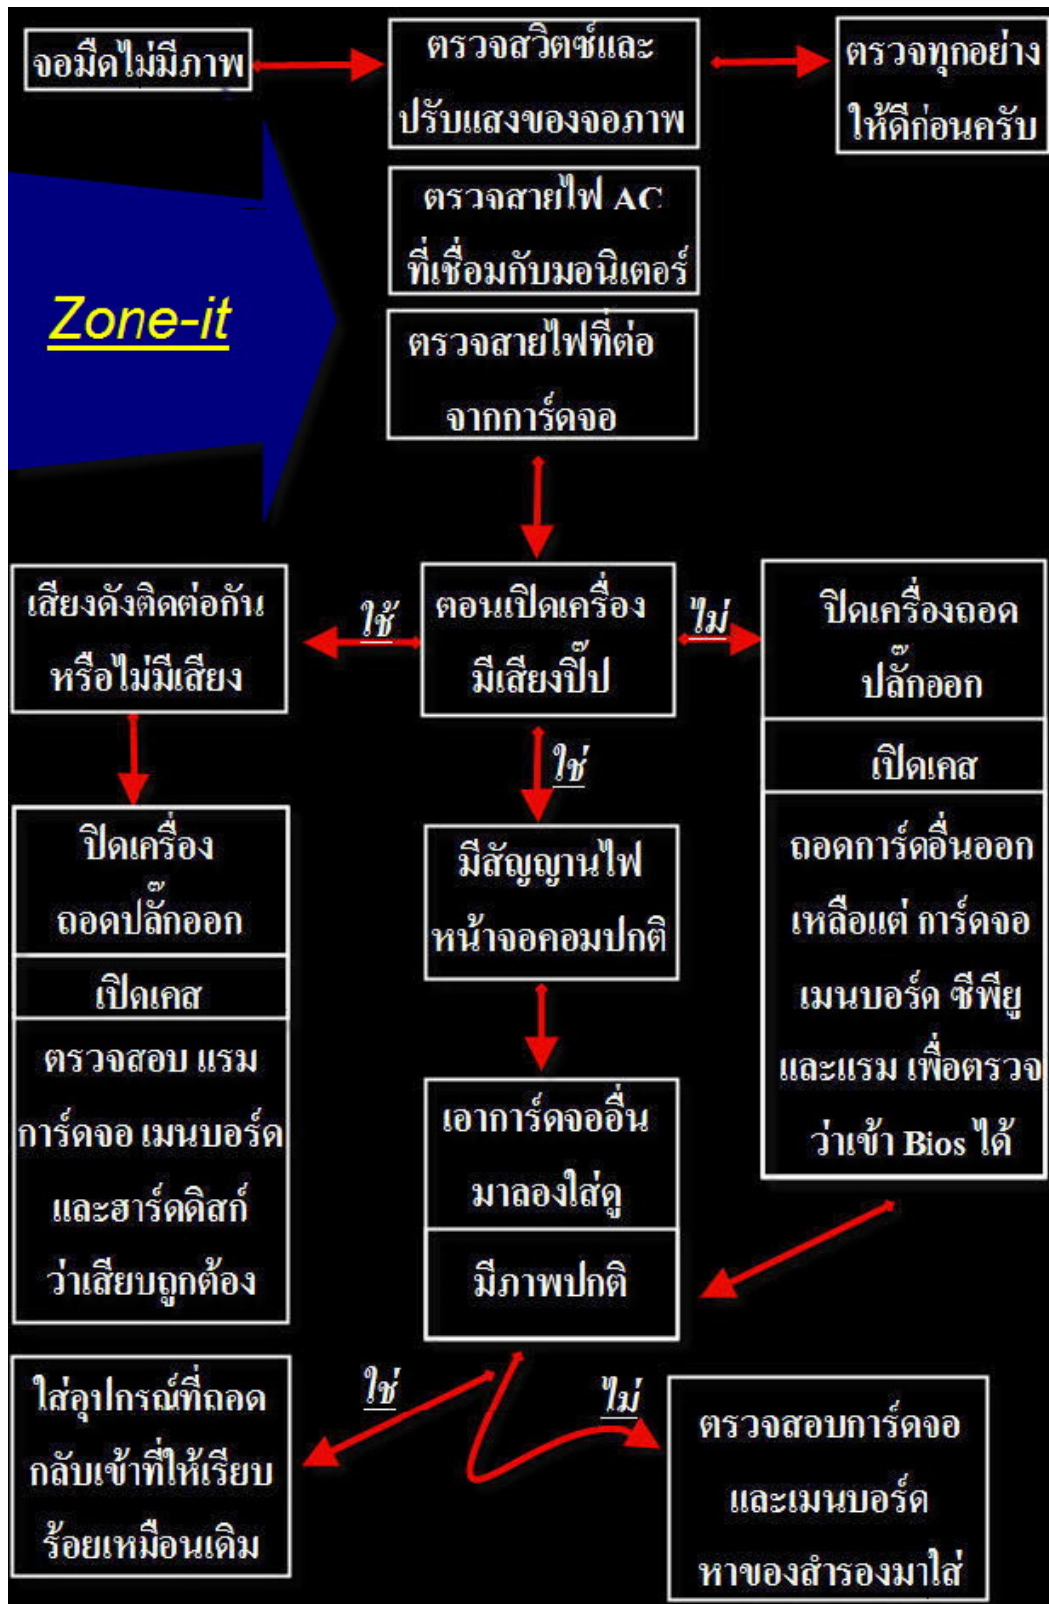 จอมืดไม่มีภาพ
ตรวจสวิตซ์และ
ปรับแสงของจอภาพ
ตรวจทุกอย่าง
ให้ดีก่อนครับ
ตรวจสายไฟ AC
ที่เชื่อมกับมอนิเตอร์
Zone-it
ตรวจสายไฟที่ต่อ
จากการ์ดจอ
เสียงดังติดต่อกัน
หรือไม่มีเสียง
ใช้
ตอนเปิดเครื่อง
มีเสียงปิ๊ป
ไม่
ปิดเครื่องถอด
ปลั๊กออก
เปิดเคส
ถอดการ์ดอื่นออก
เหลือแต่ การ์ดจอ
เมนบอร์ด ซีพียู
และแรม เพื่อตรวจ
ว่าเข้า Bios ได้
ใช่
มีสัญญานไฟ
หน้าจอคอมปกติ
ปิดเครื่อง
ถอดปลั๊กออก
เปิดเคส
ตรวจสอบ แรม
การ์ดจอ เมนบอร์ด
และฮาร์ดดิสก์
ว่าเสียบถูกต้อง
เอาการ์ดจออื่น
มาลองใส่ดู
มีภาพปกติ
ใช่
ไม่
ใส่อุปกรณ์ที่ถอด
กลับเข้าที่ให้เรียบ
ร้อยเหมือนเดิม
ตรวจสอบการ์ดจอ
และเมนบอร์ด
หาของสำรองมาใส่